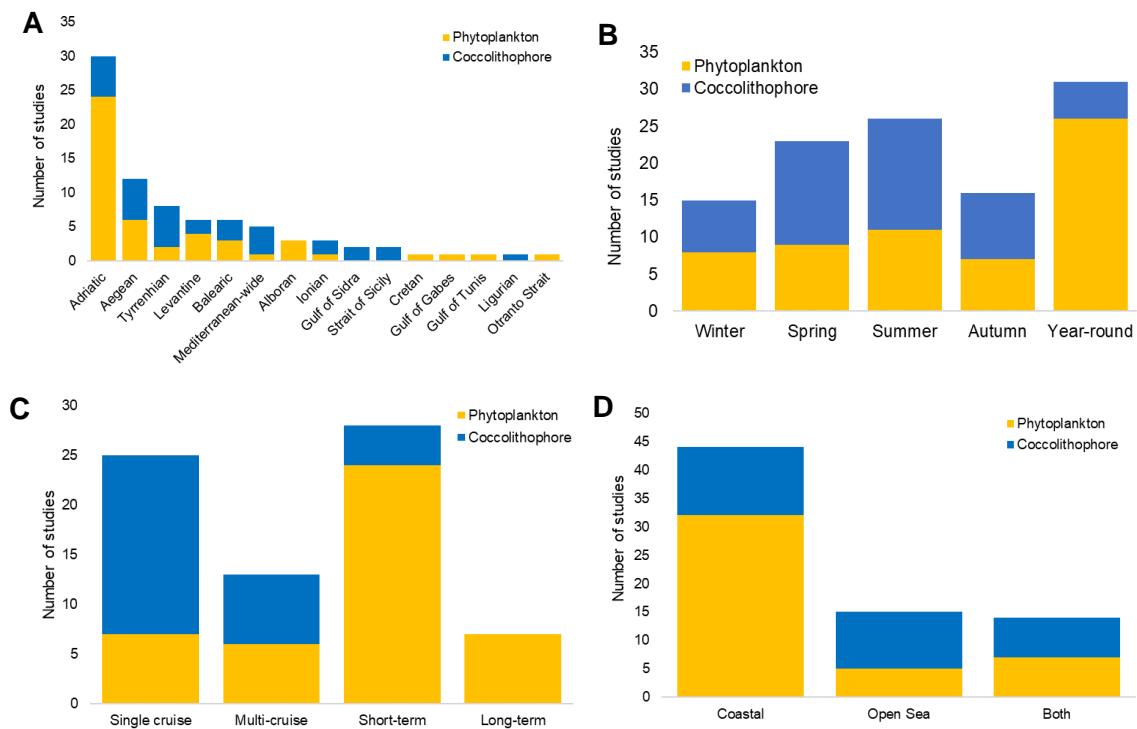 A
35
30
25
20
15
10
5
0
Number of studies
Phytoplankton
Coccolithophore
Adriatic
Aegean
Tyrrenhian
Levantine
Balearic
Mediterranean-wide
Alboran
Ionian
Gulf of Sidra
Strait of Sicily
Cretan
Gulf of Gabes
Gulf of Tunis
Ligurian
Otranto Strait
B
35
30
25
20
15
10
5
0
Number of studies
Phytoplankton
Coccolithophore
Winter
Spring
Summer
Autumn
Year-round
C
30
25
20
15
10
5
0
Number of studies
Phytoplankton
Coccolithophore
Single cruise
Multi-cruise
Short-term
Long-term
D
50
45
40
35
30
25
20
15
10
5
0
Number of studies
Phytoplankton
Coccolithophore
Coastal
Open Sea
Both